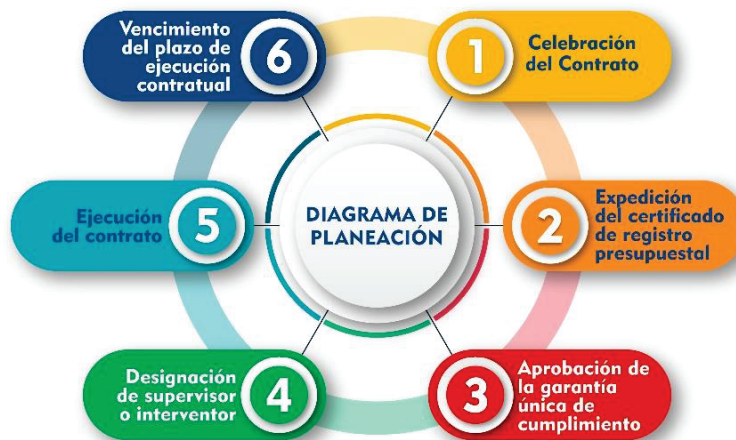 DIAGRAMA DE
PLANEACIÓN
1
Celebración
del Contrato
2
Expedición
del certificado
de registro
presupuestal
3
Aprobación de
la garantía
única de
cumplimiento
4
Designación
de supervisor
o interventor
5
Ejecución
del contrato
6
Vencimiento
del plazo de
ejecución
contractual